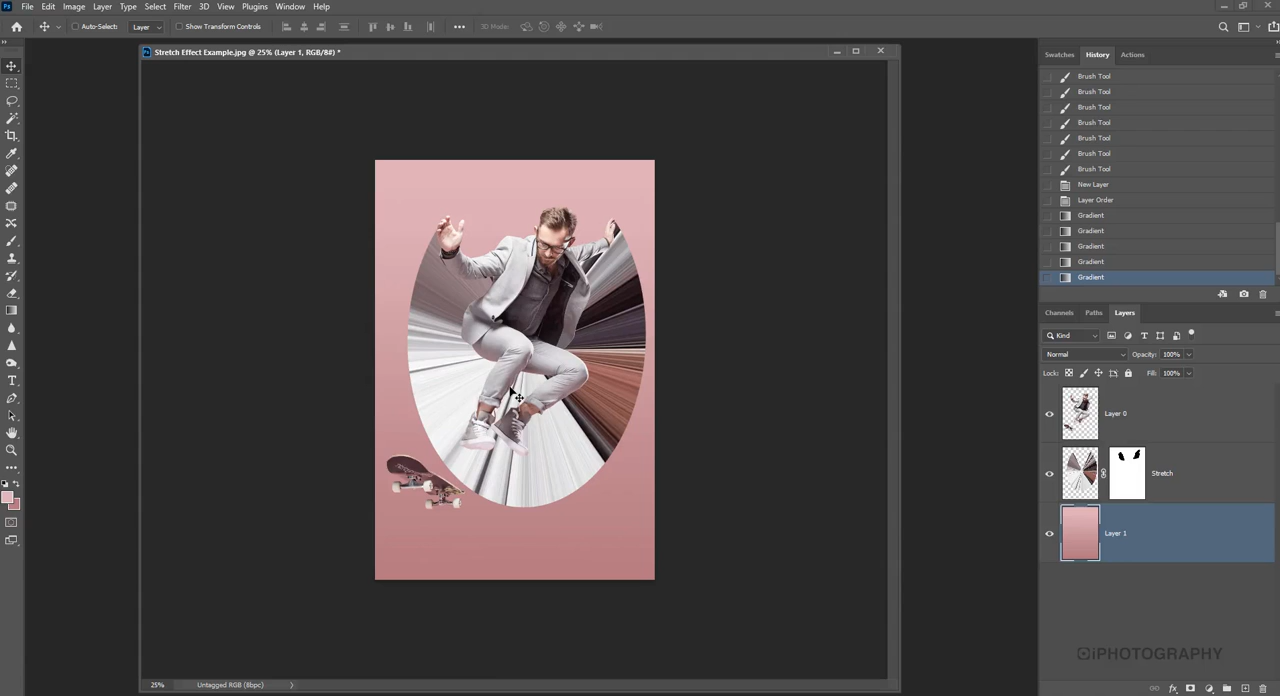 Ps File Edit Image Layer Type Select Filter 3D View Plugins Window Help
Auto-Select: Layer Show Transform Controls 3D Mode:
Stretch Effect Example.jpg @ 25% (Layer 1, RGB/8#) *
Swatches History Actions
Brush Tool
Brush Tool
Brush Tool
Brush Tool
Brush Tool
Brush Tool
Brush Tool
New Layer
Layer Order
Gradient
Gradient
Gradient
Gradient
Gradient
Channels Paths Layers
Kind
Normal Opacity: 100%
Lock: Fill: 100%
Layer 0
Stretch
Layer 1
iPHOTOGRAPHY
25% Untagged RGB (8bpc)